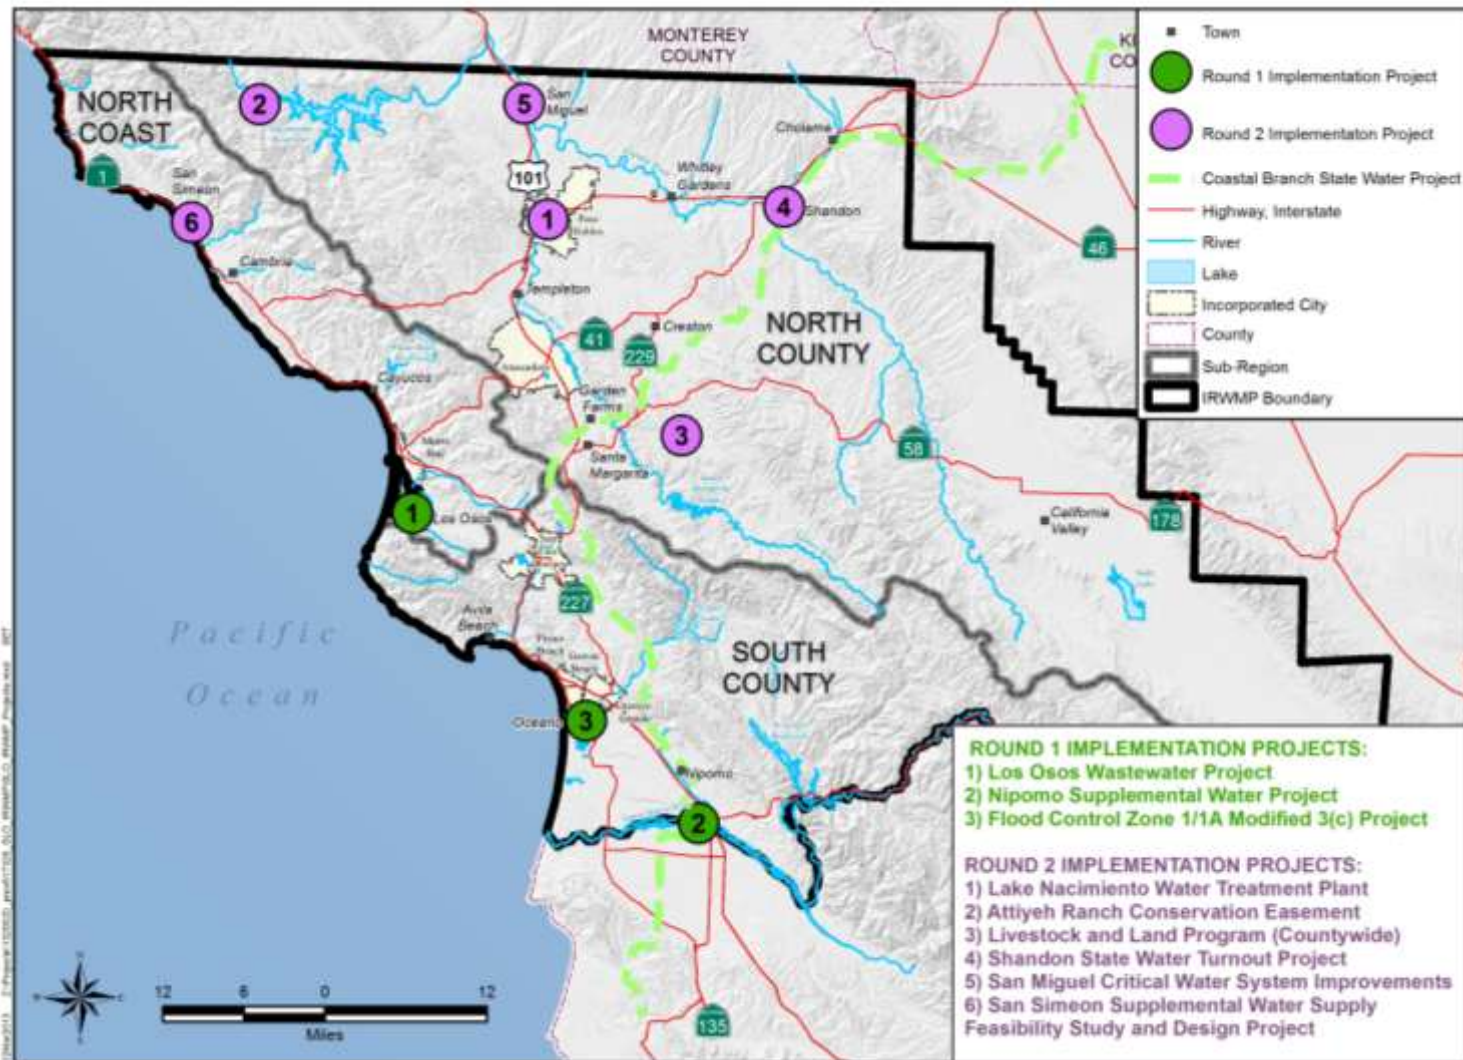 MONTEREY
COUNTY
NORTH
COAST
2
5
San
Miguel
Cholame
1
San
Simeon
101
Whitley
Gardens
6
1
4
Shandon
46
Cambria
Templeton
41
Creston
229
NORTH
COUNTY
Cayucos
Garden
Farms
3
Santa
Margarita
58
1
Los Osos
California
Valley
178
227
Avila
Beach
SOUTH
COUNTY
Pacific
Ocean
Oceano
3
Nipomo
2
135
12 6 0 12
Miles
Town
Round 1 Implementation Project
Round 2 Implementaton Project
Coastal Branch State Water Project
Highway, Interstate
River
Lake
Incorporated City
County
Sub-Region
IRWMP Boundary
ROUND 1 IMPLEMENTATION PROJECTS:
1) Los Osos Wastewater Project
2) Nipomo Supplemental Water Project
3) Flood Control Zone 1/1A Modified 3(c) Project
ROUND 2 IMPLEMENTATION PROJECTS:
1) Lake Nacimiento Water Treatment Plant
2) Attiyeh Ranch Conservation Easement
3) Livestock and Land Program (Countywide)
4) Shandon State Water Turnout Project
5) San Miguel Critical Water System Improvements
6) San Simeon Supplemental Water Supply
Feasibility Study and Design Project